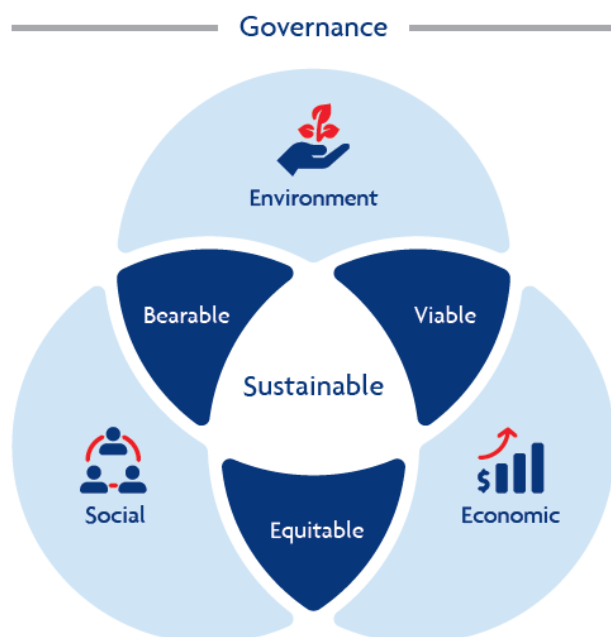 Governance
Environment
Bearable
Viable
Sustainable
Social
$
Economic
Equitable